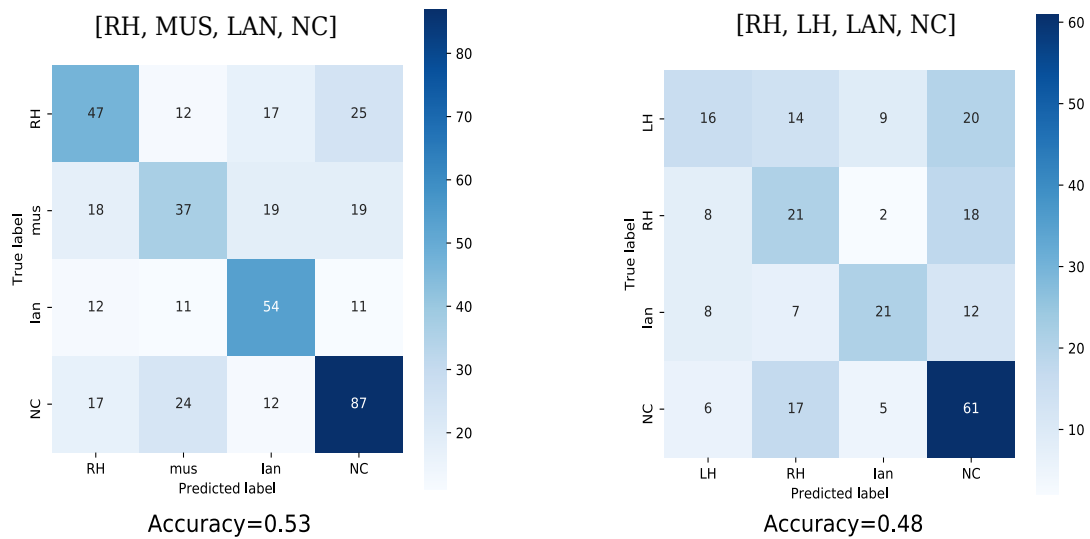 [RH, MUS, LAN, NC]
RH 47 12 17 25
mus 18 37 19 19
lan 12 11 54 11
NC 17 24 12 87
True label
RH mus lan NC
Predicted label
80
70
60
50
40
30
20
Accuracy=0.53
[RH, LH, LAN, NC]
LH 16 14 9 20
RH 8 21 2 18
lan 8 7 21 12
NC 6 17 5 61
True label
LH RH lan NC
Predicted label
60
50
40
30
20
10
Accuracy=0.48